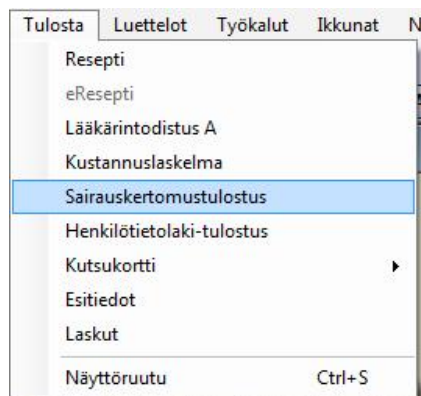 Tulosta Luettelot Työkalut Ikkunat N
Resepti
eResepti
Lääkärintodistus A
Kustannuslaskelma
Sairauskertomustulostus
Henkilötietolaki-tulostus
Kutsukortti
Esitiedot
Laskut
Näyttöruutu Ctrl+S